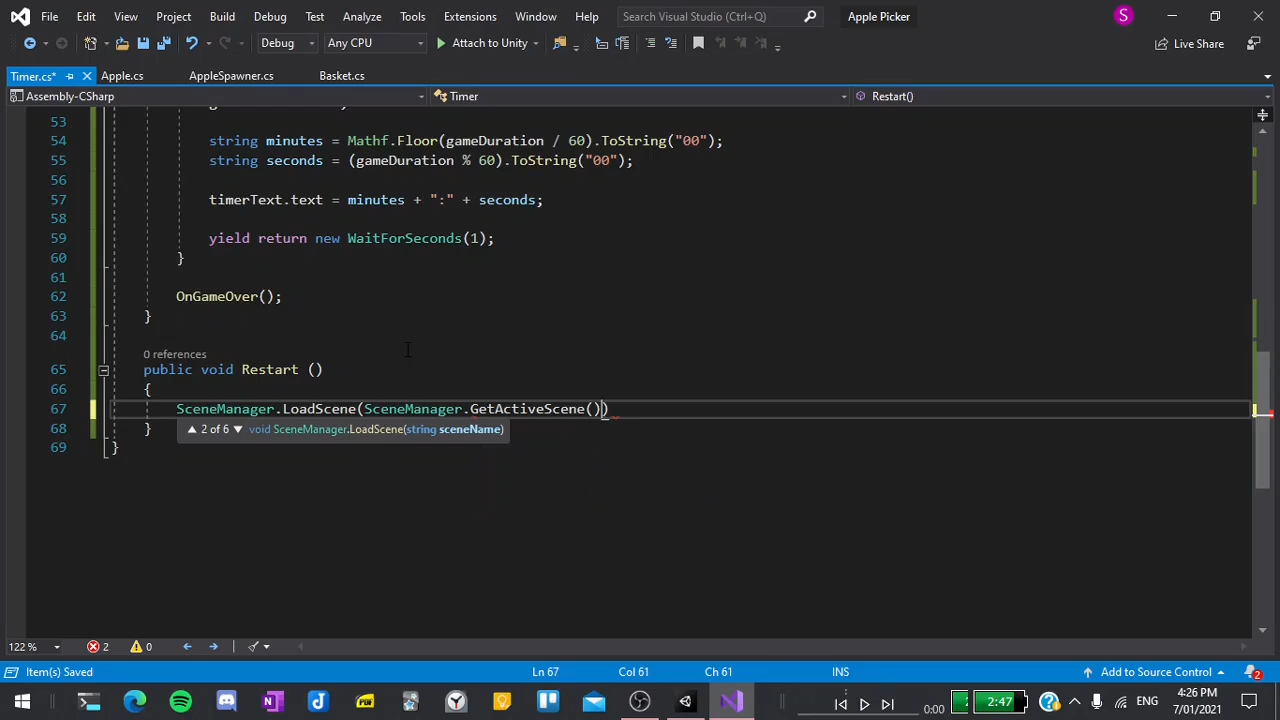 File Edit View Project Build Debug Test Analyze Tools Extensions Window Help Search Visual Studio (Ctrl+Q) Apple Picker S
Debug Any CPU Attach to Unity Live Share
Timer.cs* Apple.cs AppleSpawner.cs Basket.cs
Assembly-CSharp Timer Restart()
53
54 string minutes = Mathf.Floor(gameDuration / 60).ToString("00");
55 string seconds = (gameDuration % 60).ToString("00");
56
57 timerText.text = minutes + ":" + seconds;
58
59 yield return new WaitForSeconds(1);
60 }
61
62 OnGameOver();
63 }
64
0 references
65 public void Restart ()
66 {
67 SceneManager.LoadScene(SceneManager.GetActiveScene())
68 }
▲ 2 of 6 ▼ void SceneManager.LoadScene(string sceneName)
69 }
122 % 2 0
Item(s) Saved Ln 67 Col 61 Ch 61 INS Add to Source Control 2
0:00 2:47 ENG 4:26 PM
7/01/2021